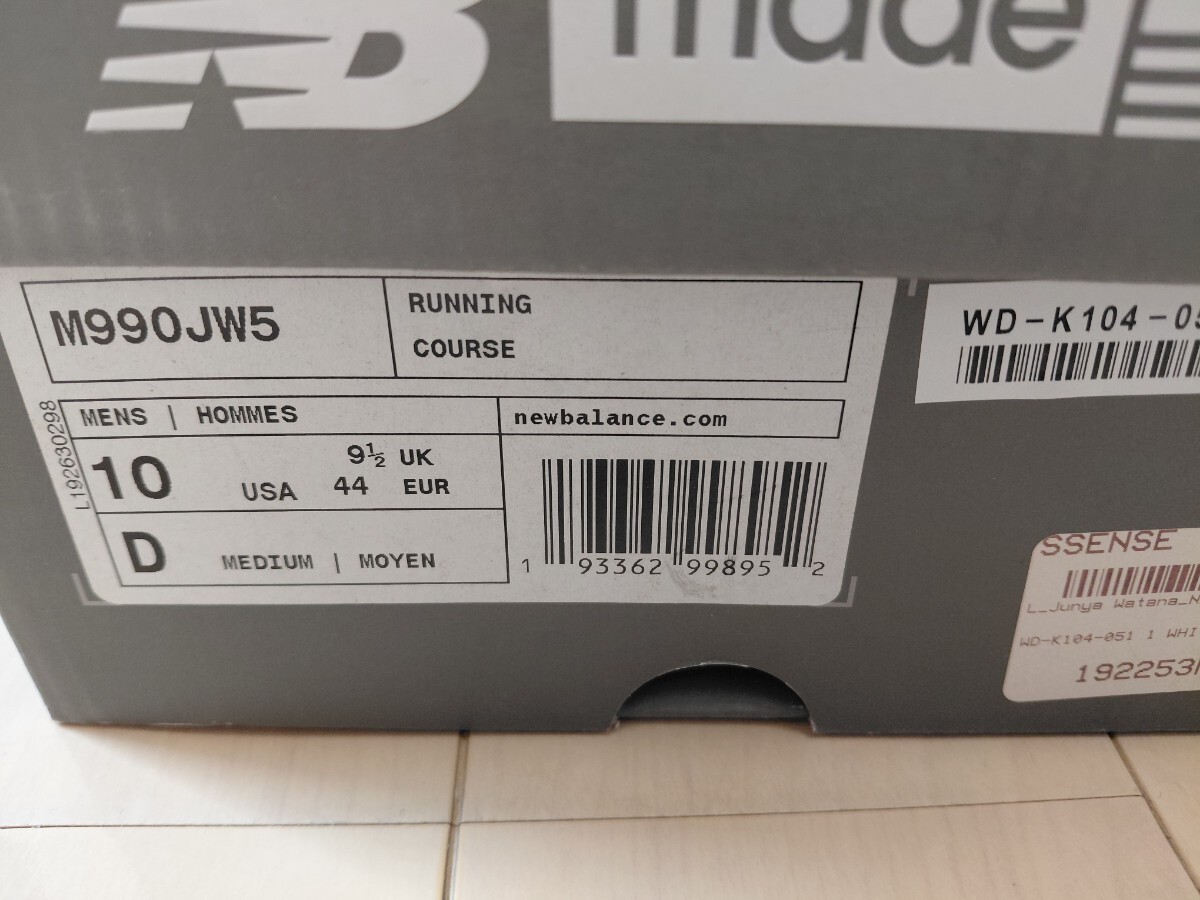 NB
made
M990JW5
RUNNING
COURSE
MENS | HOMMES
newbalance.com
10 USA
9½ UK
44 EUR
D MEDIUM | MOYEN
L192630298
1 93362 99895 2
WD-K104-05
SSENSE
L_Junya Watana_N
WD-K104-051 1 WHI
192253